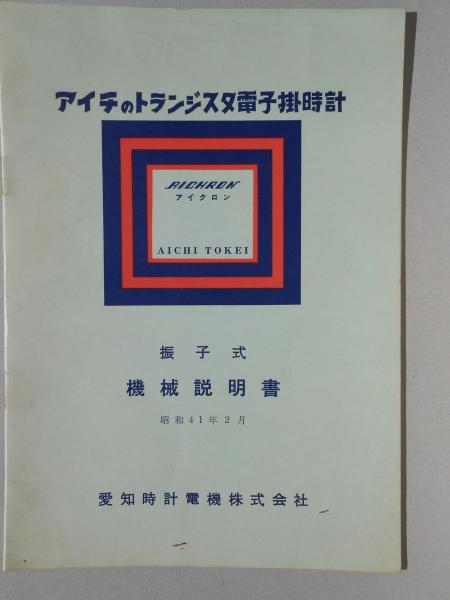 アイチのトランジスタ電子掛時計
AICHRON
アイクロン
AICHI TOKEI
振子式
機械説明書
昭和41年2月
愛知時計電機株式会社